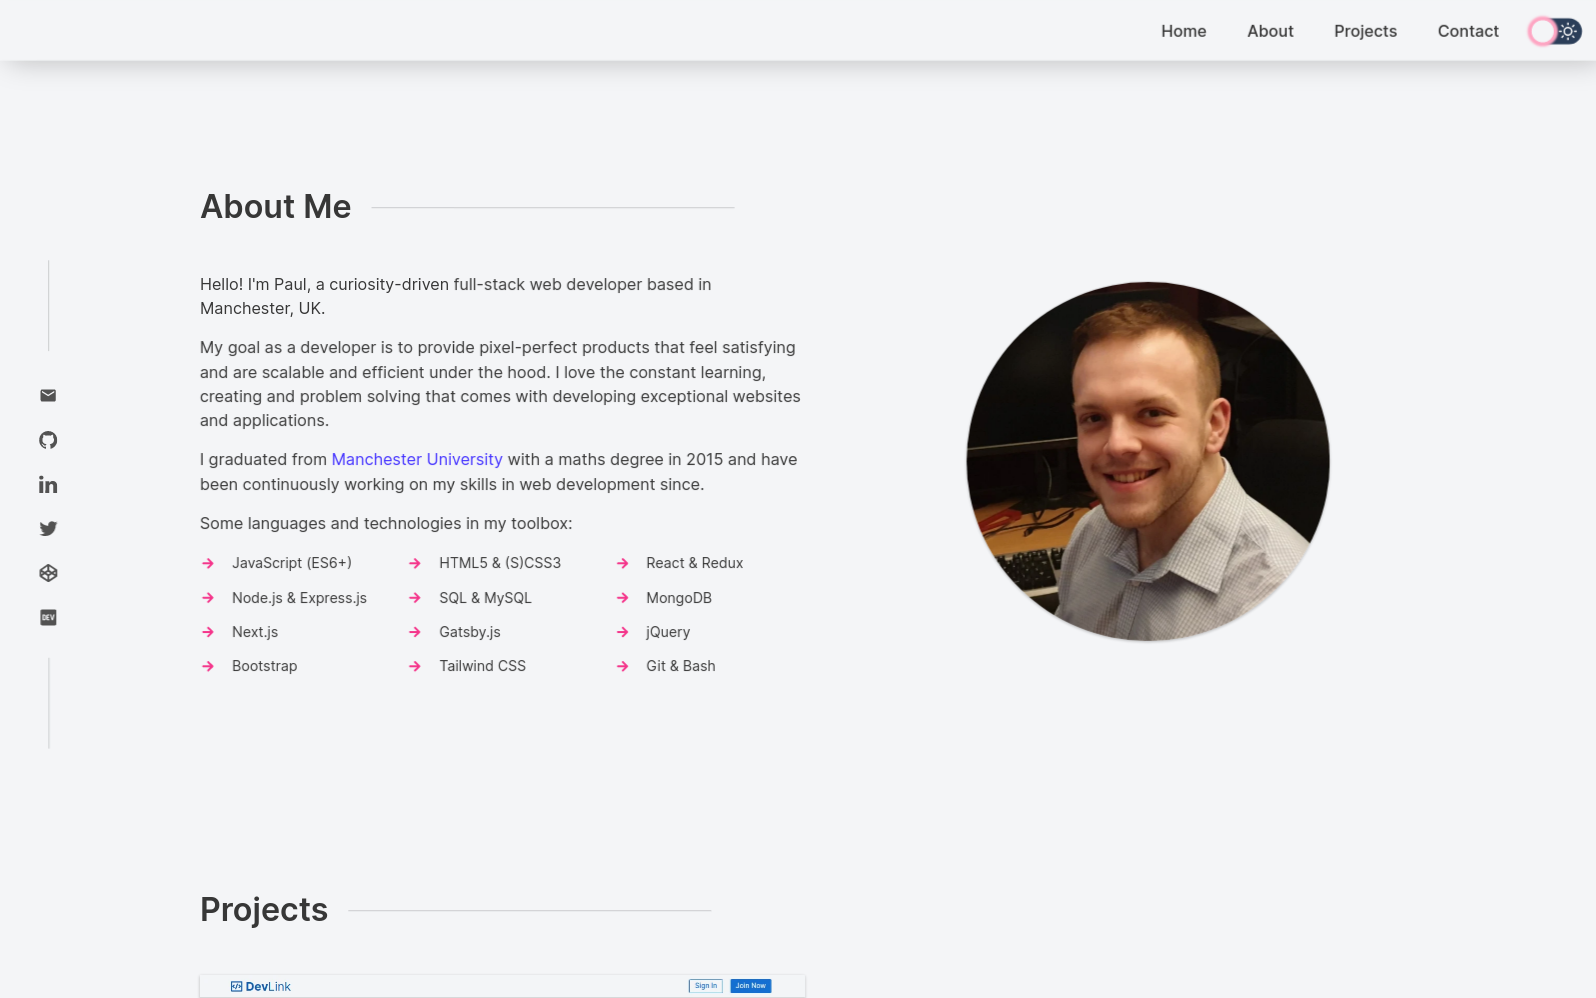 Home About Projects Contact
About Me
Hello! I'm Paul, a curiosity-driven full-stack web developer based in
Manchester, UK.
My goal as a developer is to provide pixel-perfect products that feel satisfying
and are scalable and efficient under the hood. I love the constant learning,
creating and problem solving that comes with developing exceptional websites
and applications.
I graduated from Manchester University with a maths degree in 2015 and have
been continuously working on my skills in web development since.
Some languages and technologies in my toolbox:
JavaScript (ES6+) HTML5 & (S)CSS3 React & Redux
Node.js & Express.js SQL & MySQL MongoDB
Next.js Gatsby.js jQuery
Bootstrap Tailwind CSS Git & Bash
DEV
Projects
DevLink Sign In Join Now